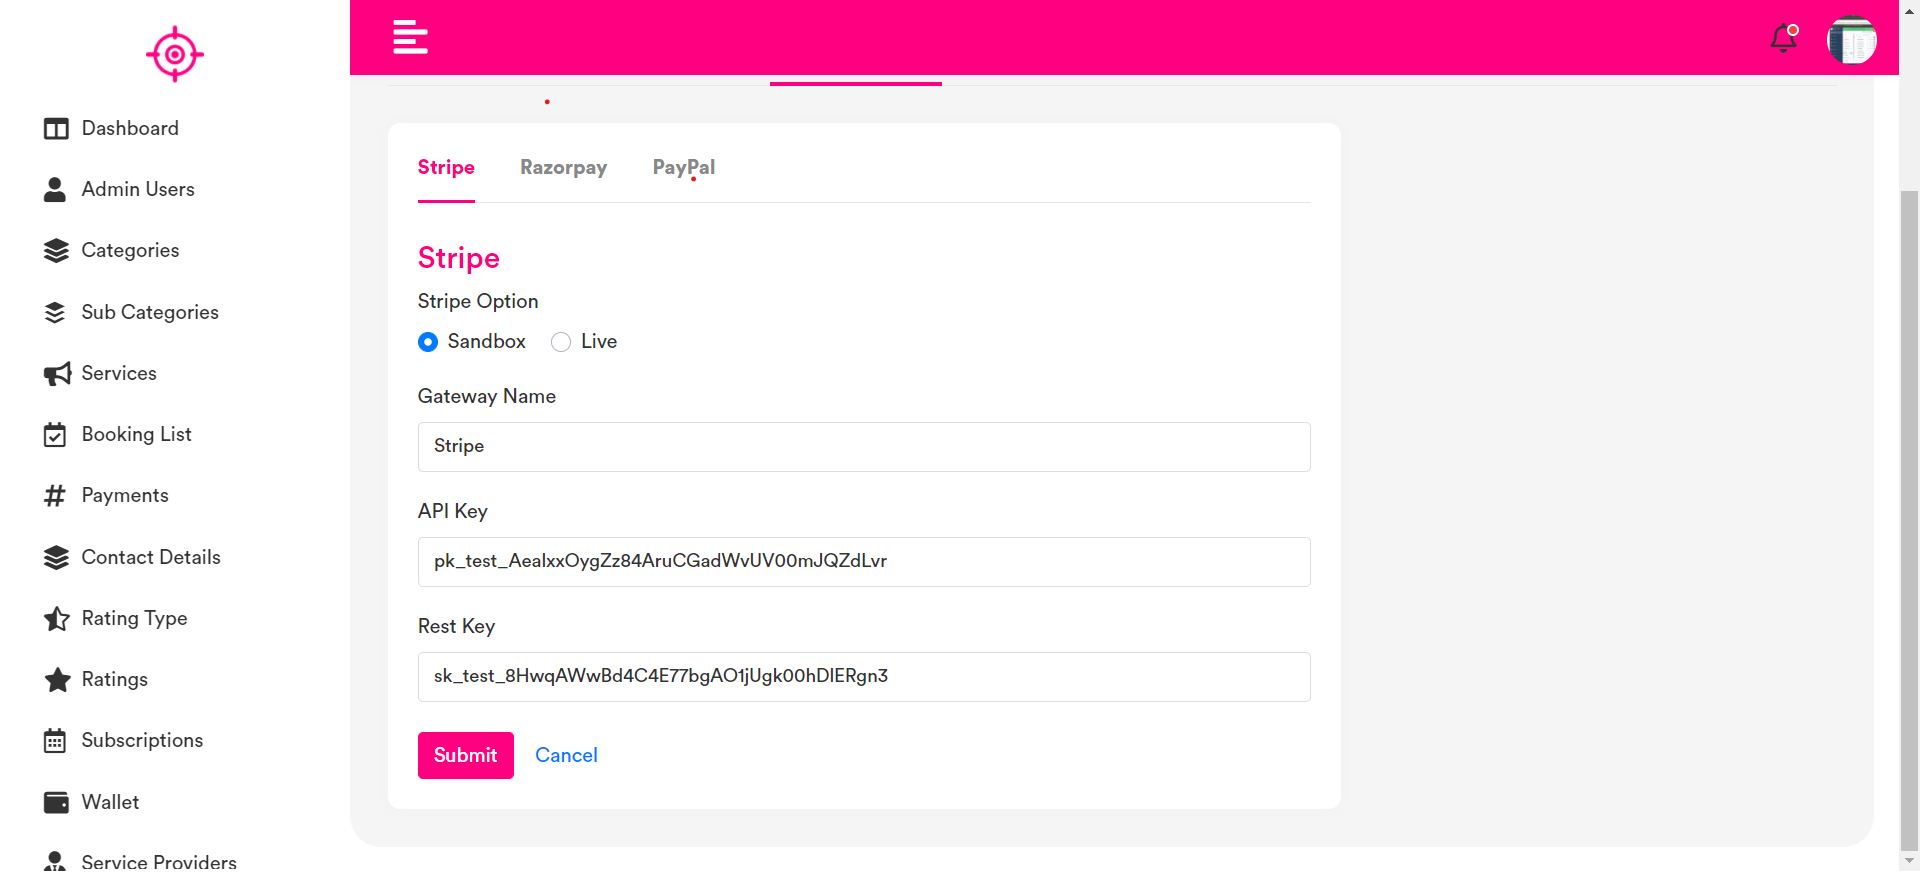 Dashboard
Admin Users
Categories
Sub Categories
Services
Booking List
Payments
Contact Details
Rating Type
Ratings
Subscriptions
Wallet
Service Providers
Stripe
Razorpay
PayPal
Stripe
Stripe Option
Sandbox
Live
Gateway Name
Stripe
API Key
pk_test_AealxxOygZz84AruCGadWvUV00mJQZdLvr
Rest Key
sk_test_8HwqAWwBd4C4E77bgAO1jUgk00hDlERgn3
Submit
Cancel